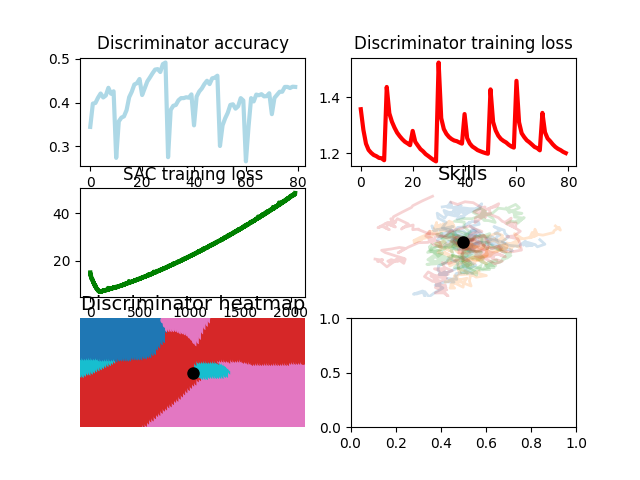 Discriminator accuracy
0.5
0.4
0.3
0 20 40 60 80
Discriminator training loss
1.4
1.2
0 20 40 60 80
SAC training loss
40
20
0 500 1000 1500 2000
Skills
Discriminator heatmap
1.0
0.5
0.0
0.0 0.2 0.4 0.6 0.8 1.0